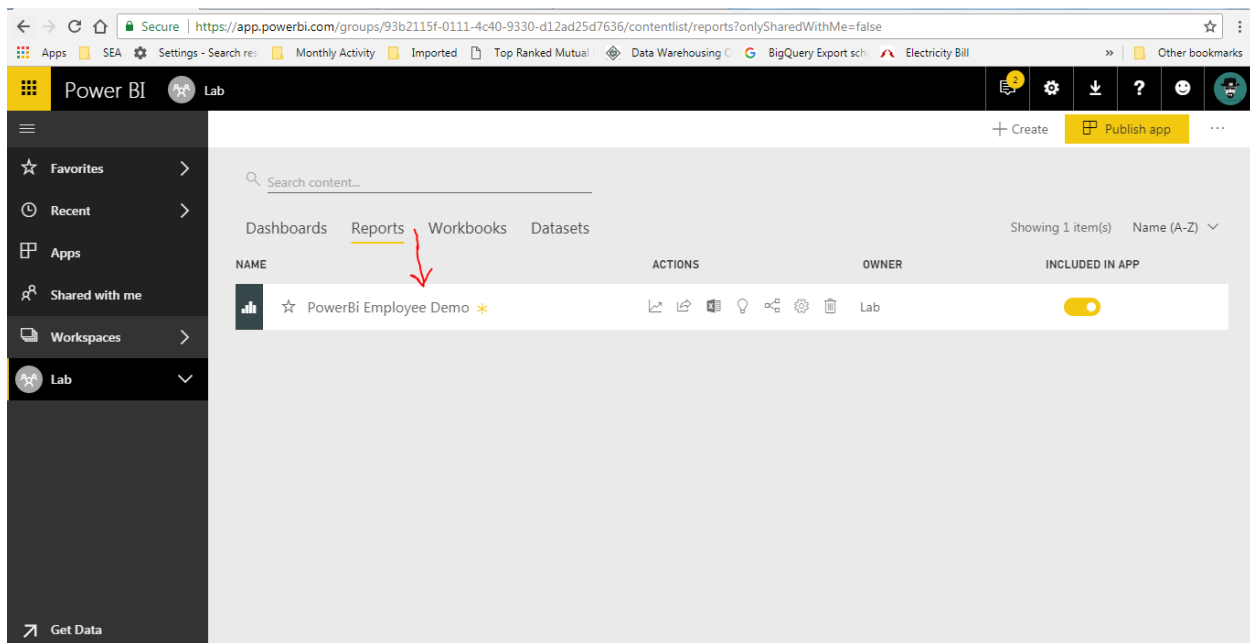 Secure | https://app.powerbi.com/groups/93b2115f-0111-4c40-9330-d12ad25d7636/contentlist/reports?onlySharedWithMe=false
Apps SEA Settings - Search res Monthly Activity Imported Top Ranked Mutual Data Warehousing C BigQuery Export sch Electricity Bill » Other bookmarks
Power BI Lab 2 ?
+ Create Publish app ...
Favorites
Search content...
Recent
Dashboards Reports Workbooks Datasets Showing 1 item(s) Name (A-Z)
Apps
NAME ACTIONS OWNER INCLUDED IN APP
Shared with me
PowerBi Employee Demo Lab
Workspaces
Lab
Get Data